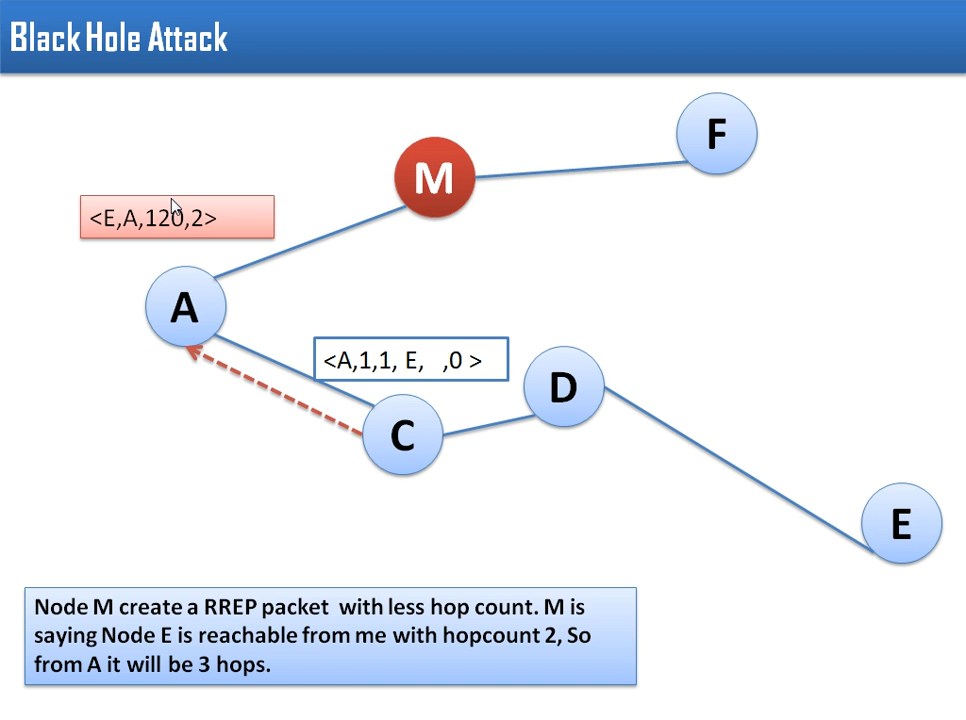 Black Hole Attack
F
M
<E,A,120,2>
A
<A,1,1, E, ,0 >
D
C
E
Node M create a RREP packet with less hop count. M is
saying Node E is reachable from me with hopcount 2, So
from A it will be 3 hops.